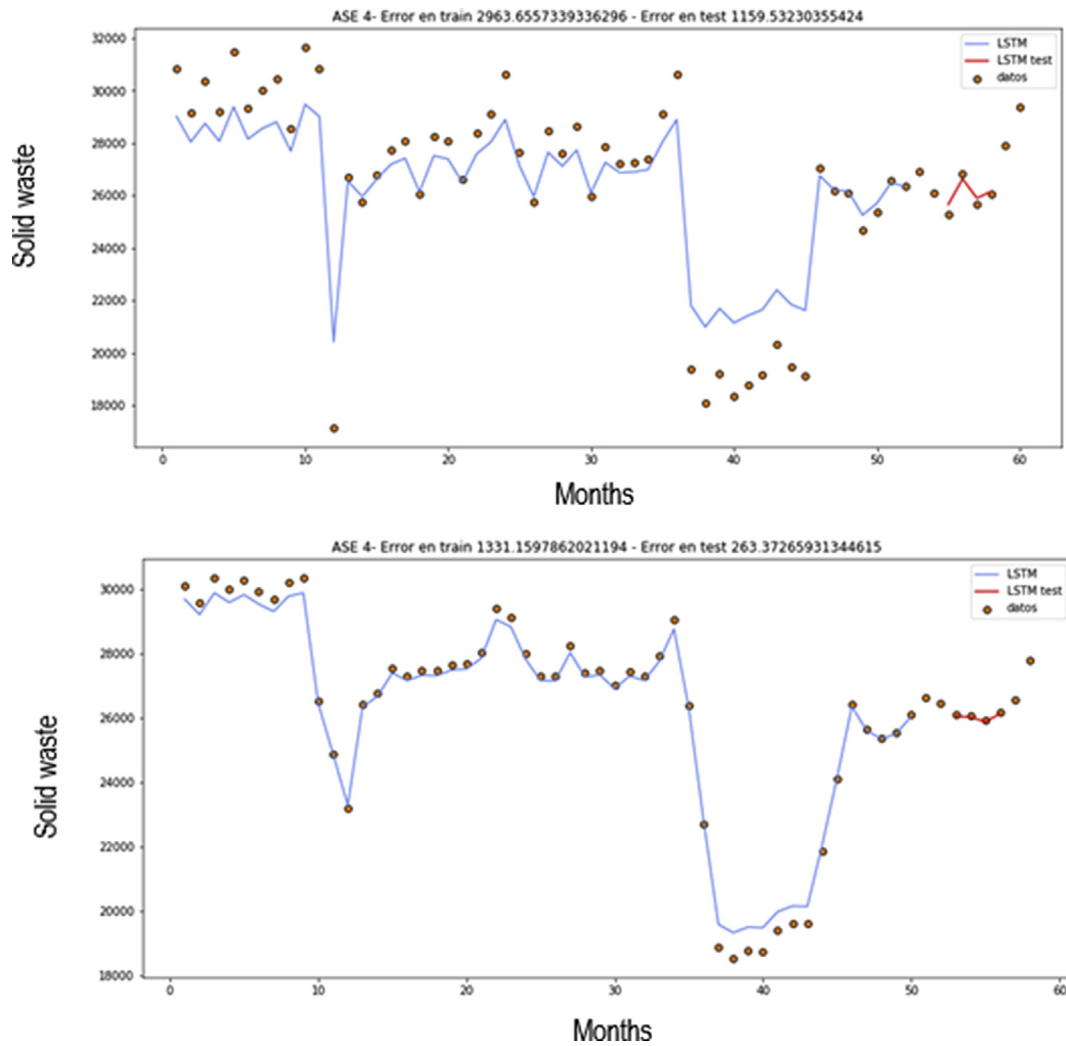 ASE 4- Error en train 2963.6557339336296 - Error en test 1159.53230355424
LSTM
LSTM test
datos
32000
30000
28000
26000
24000
22000
20000
18000
Solid waste
0 10 20 30 40 50 60
Months
ASE 4- Error en train 1331.1597862021194 - Error en test 263.37265931344615
LSTM
LSTM test
datos
30000
28000
26000
24000
22000
20000
18000
Solid waste
0 10 20 30 40 50 60
Months